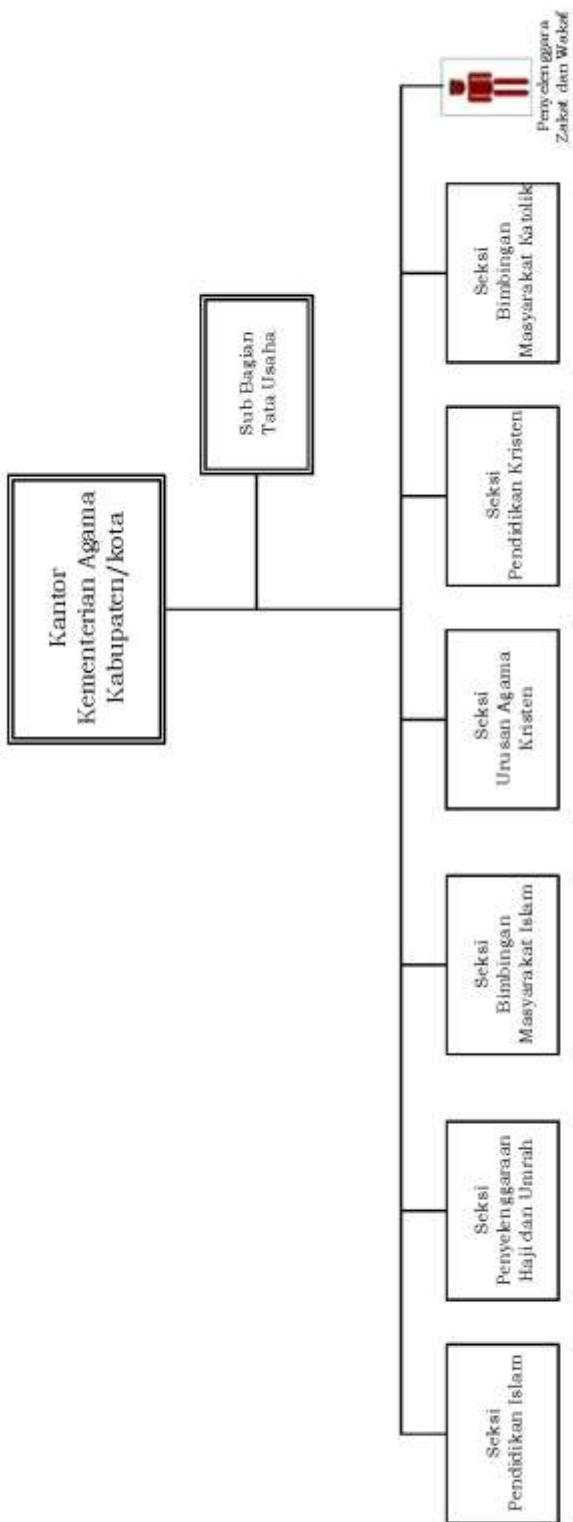 Kantor
Kementerian Agama
Kabupaten/kota
Sub Bagian
Tata Usaha
Seksi
Pendidikan Islam
Seksi
Penyelenggaraan
Haji dan Umrah
Seksi
Bimbingan
Masyarakat Islam
Seksi
Urusan Agama
Kristen
Seksi
Pendidikan Kristen
Seksi
Bimbingan
Masyarakat Katolik
Penyelenggara
Zakat dan Wakaf